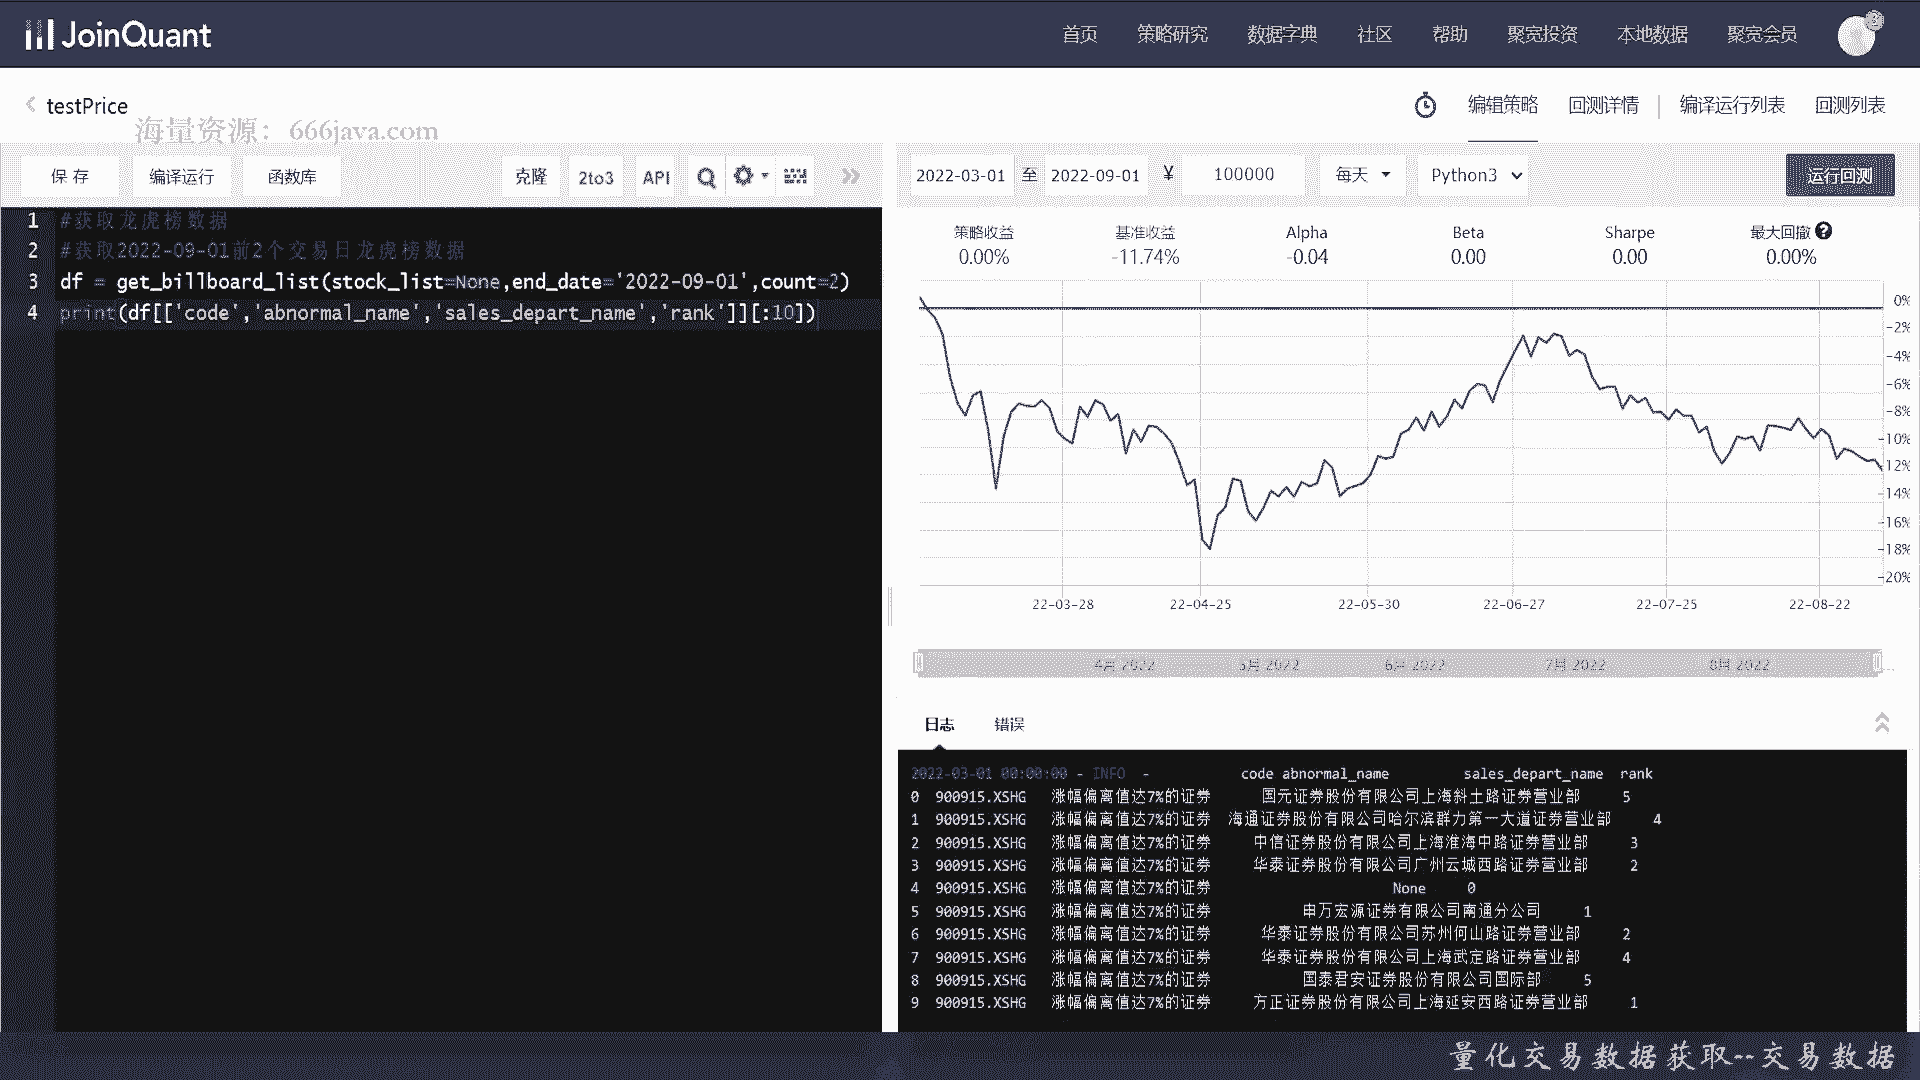 JoinQuant
首页 策略研究 数据字典 社区 帮助 聚宽投资 本地数据 聚宽会员
testPrice
海量资源：666java.com
编辑策略 回测详情 编译运行列表 回测列表
保存 编译运行 函数库 克隆 2to3 API
2022-03-01 至 2022-09-01 ¥ 100000 每天 Python3 运行回测
1 #获取龙虎榜数据
2 #获取2022-09-01前2个交易日龙虎榜数据
3 df = get_billboard_list(stock_list=None,end_date='2022-09-01',count=2)
4 print(df[['code','abnormal_name','sales_depart_name','rank']][:10])
策略收益 基准收益 Alpha Beta Sharpe 最大回撤
0.00% -11.74% -0.04 0.00 0.00 0.00%
0%
-2%
-4%
-6%
-8%
-10%
-12%
-14%
-16%
-18%
-20%
22-03-28 22-04-25 22-05-30 22-06-27 22-07-25 22-08-22
4月 2022 5月 2022 6月 2022 7月 2022 8月 2022
日志 错误
2022-03-01 00:00:00 - INFO - code abnormal_name sales_depart_name rank
0 900915.XSHG 涨幅偏离值达7%的证券 国元证券股份有限公司上海斜土路证券营业部 5
1 900915.XSHG 涨幅偏离值达7%的证券 海通证券股份有限公司哈尔滨群力第一大道证券营业部 4
2 900915.XSHG 涨幅偏离值达7%的证券 中信证券股份有限公司上海淮海中路证券营业部 3
3 900915.XSHG 涨幅偏离值达7%的证券 华泰证券股份有限公司广州云城西路证券营业部 2
4 900915.XSHG 涨幅偏离值达7%的证券 None 0
5 900915.XSHG 涨幅偏离值达7%的证券 申万宏源证券有限公司南通分公司 1
6 900915.XSHG 涨幅偏离值达7%的证券 华泰证券股份有限公司苏州何山路证券营业部 2
7 900915.XSHG 涨幅偏离值达7%的证券 华泰证券股份有限公司上海武定路证券营业部 4
8 900915.XSHG 涨幅偏离值达7%的证券 国泰君安证券股份有限公司国际部 5
9 900915.XSHG 涨幅偏离值达7%的证券 方正证券股份有限公司上海延安西路证券营业部 1
量化交易数据获取--交易数据